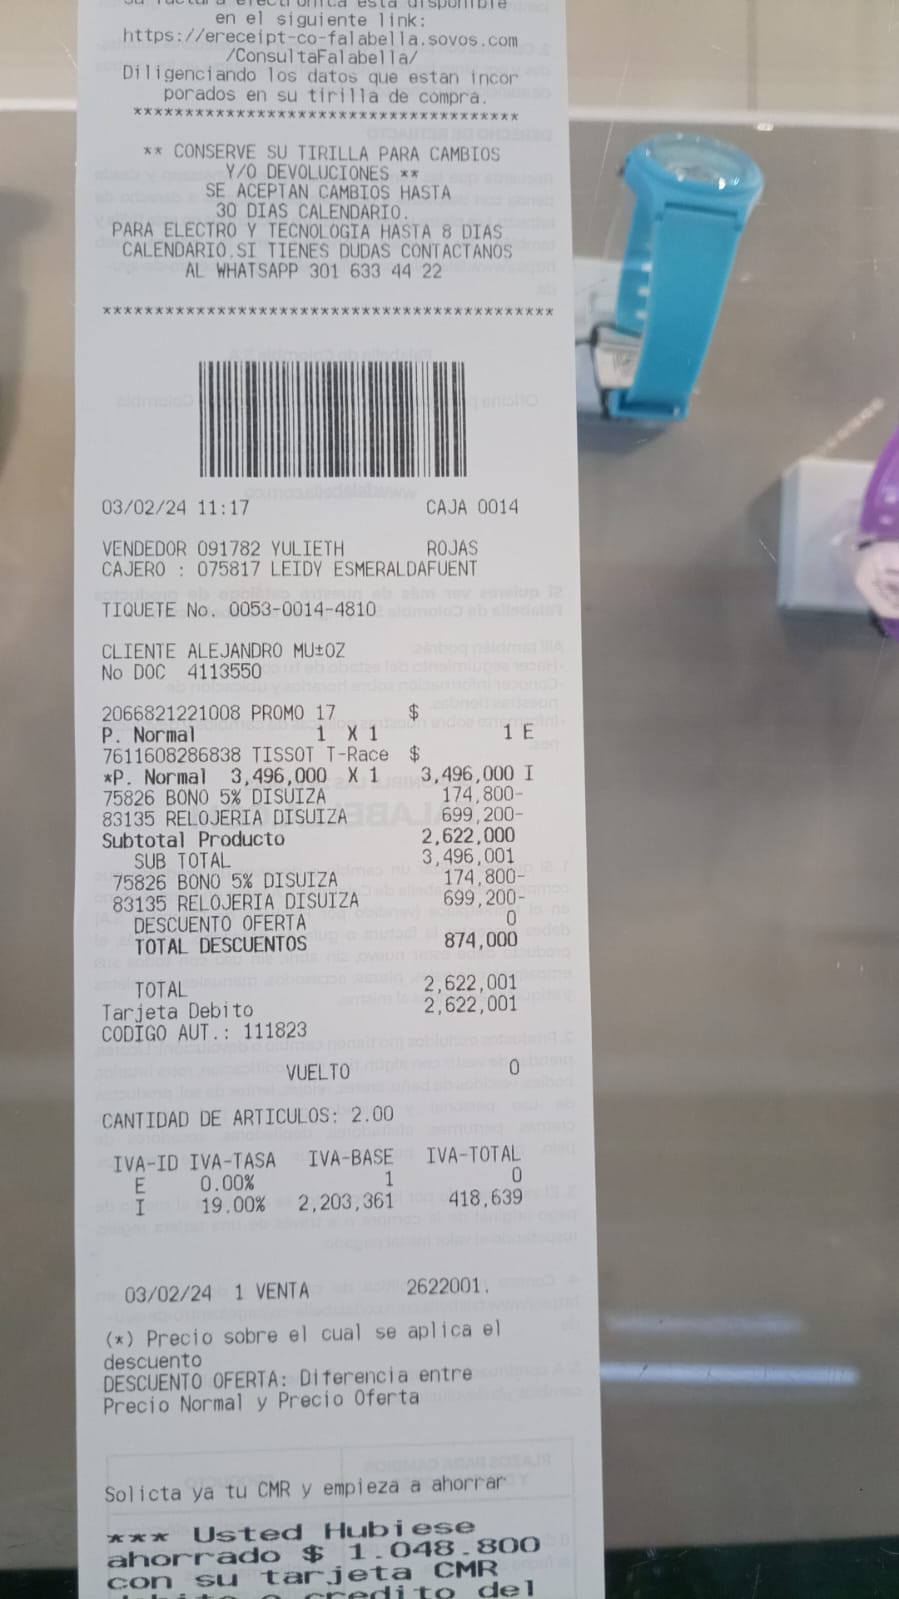 Su factura electronica esta disponible
en el siguiente link:
https://ereceipt-co-falabella.sovos.com
/ConsultaFalabella/
Diligenciando los datos que estan incor
porados en su tirilla de compra.
*************************************
** CONSERVE SU TIRILLA PARA CAMBIOS
Y/O DEVOLUCIONES **
SE ACEPTAN CAMBIOS HASTA
30 DIAS CALENDARIO.
PARA ELECTRO Y TECNOLOGIA HASTA 8 DIAS
CALENDARIO.SI TIENES DUDAS CONTACTANOS
AL WHATSAPP 301 633 44 22
*******************************************
03/02/24 11:17 CAJA 0014
VENDEDOR 091782 YULIETH ROJAS
CAJERO : 075817 LEIDY ESMERALDAFUENT
TIQUETE No. 0053-0014-4810
CLIENTE ALEJANDRO MU±OZ
No DOC 4113550
2066821221008 PROMO 17 $
P. Normal 1 X 1 1 E
7611608286838 TISSOT T-Race $
*P. Normal 3,496,000 X 1 3,496,000 I
75826 BONO 5% DISUIZA 174,800-
83135 RELOJERIA DISUIZA 699,200-
Subtotal Producto 2,622,000
SUB TOTAL 3,496,001
75826 BONO 5% DISUIZA 174,800-
83135 RELOJERIA DISUIZA 699,200-
DESCUENTO OFERTA 0
TOTAL DESCUENTOS 874,000
TOTAL 2,622,001
Tarjeta Debito 2,622,001
CODIGO AUT.: 111823
VUELTO 0
CANTIDAD DE ARTICULOS: 2.00
IVA-ID IVA-TASA IVA-BASE IVA-TOTAL
E 0.00% 1 0
I 19.00% 2,203,361 418,639
03/02/24 1 VENTA 2622001.
(*) Precio sobre el cual se aplica el
descuento
DESCUENTO OFERTA: Diferencia entre
Precio Normal y Precio Oferta
Solicta ya tu CMR y empieza a ahorrar
*** Usted Hubiese
ahorrado $ 1.048.800
con su tarjeta CMR
debito o credito del